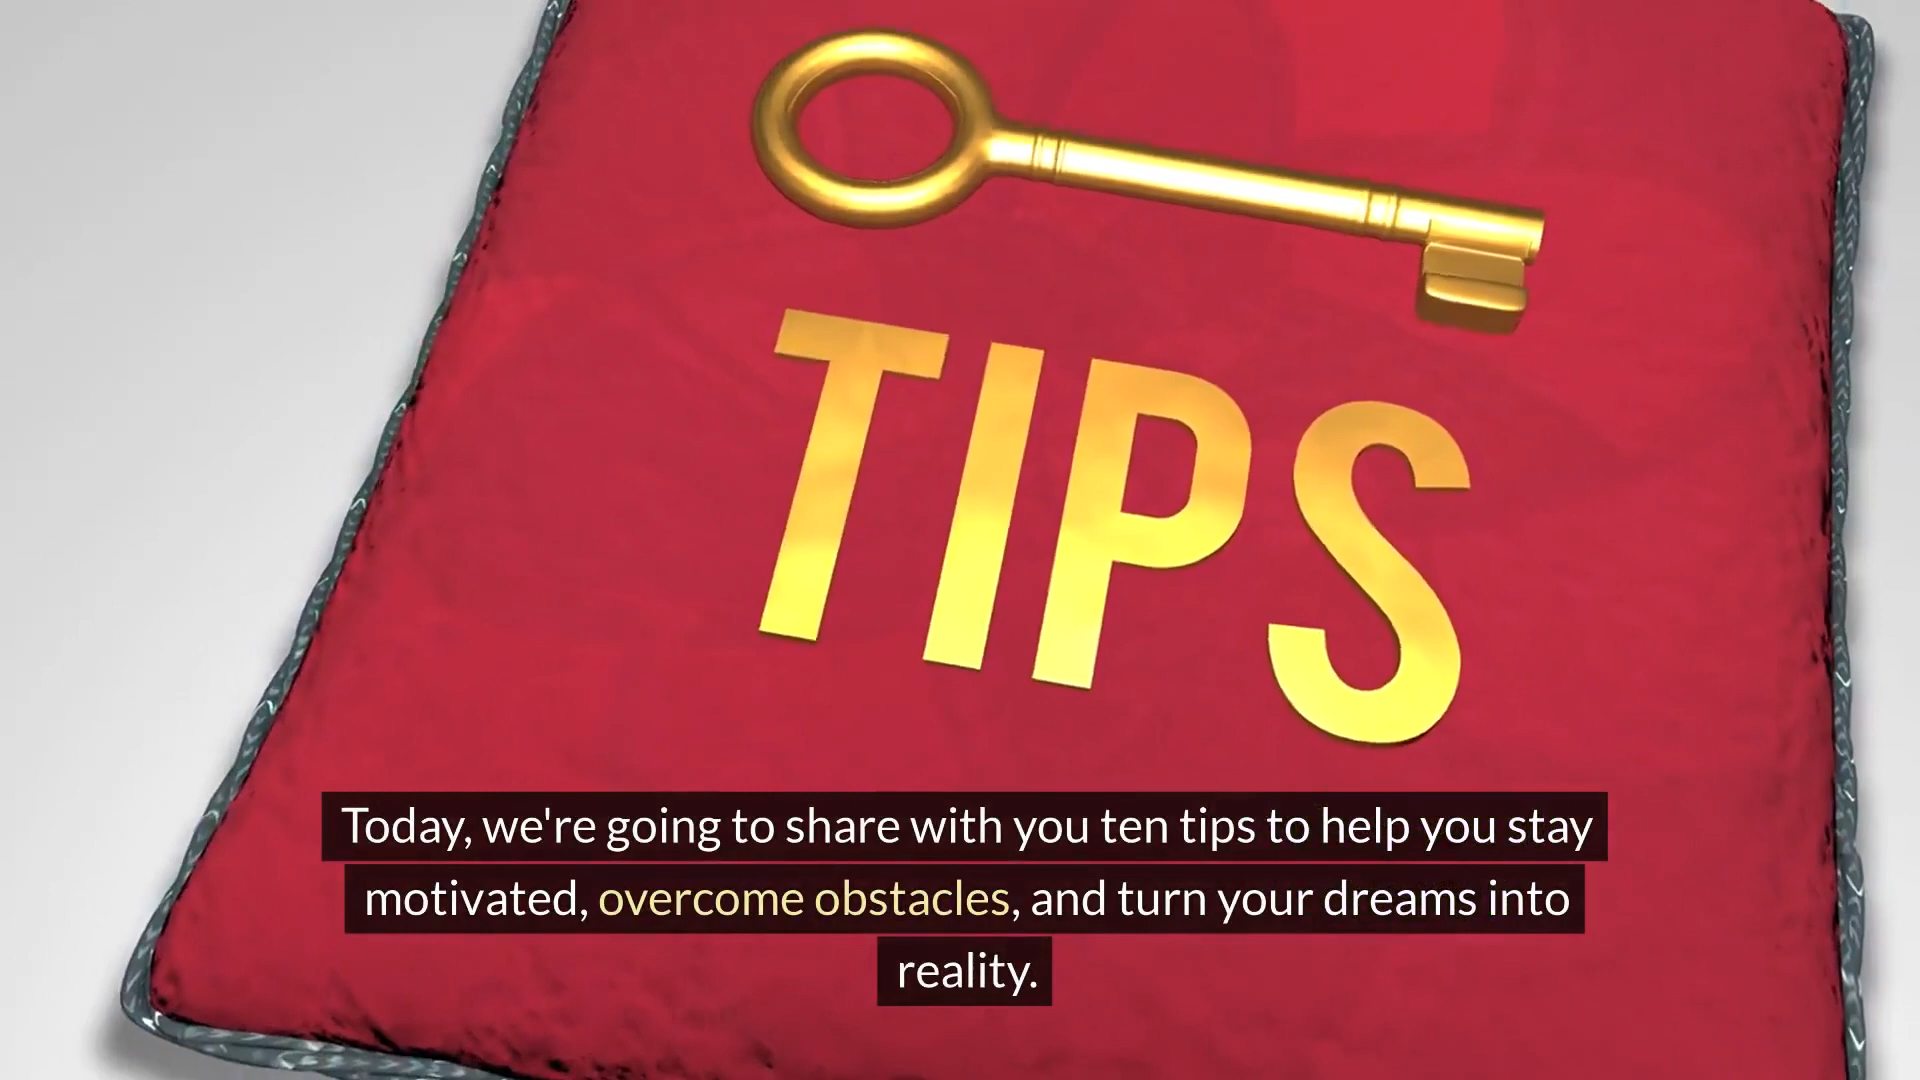 TIPS
Today, we're going to share with you ten tips to help you stay
motivated, overcome obstacles, and turn your dreams into
reality.